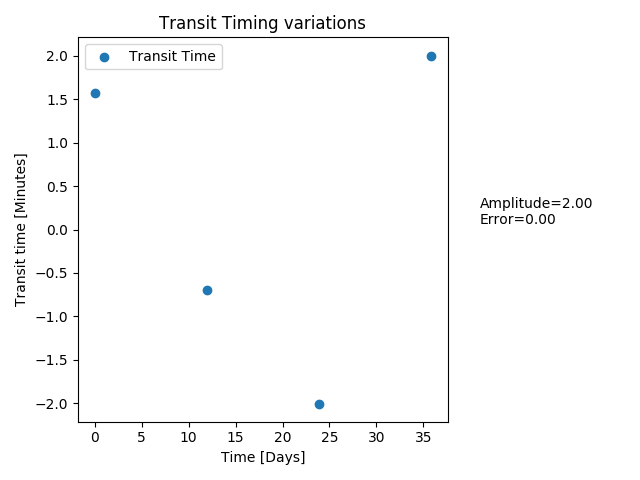 Transit Timing variations
Transit Time
2.0
1.5
1.0
0.5
0.0
−0.5
−1.0
−1.5
−2.0
Transit time [Minutes]
Amplitude=2.00
Error=0.00
0 5 10 15 20 25 30 35
Time [Days]